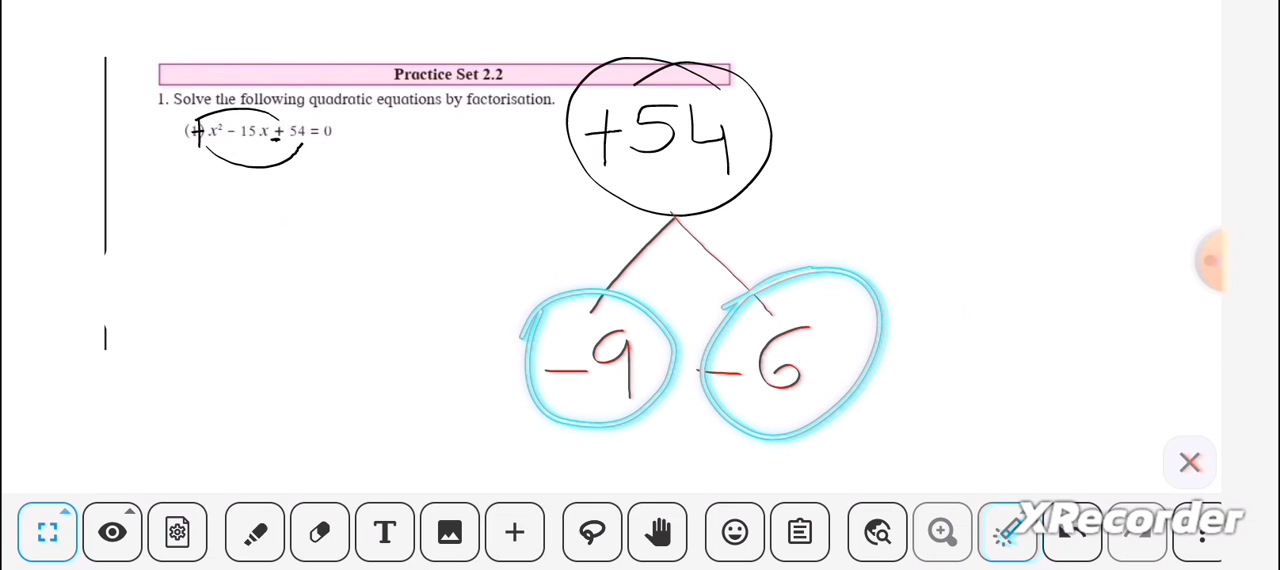 Practice Set 2.2
1. Solve the following quadratic equations by factorisation.
x² - 15x + 54 = 0
+54
-9 -6
T
XRecorder